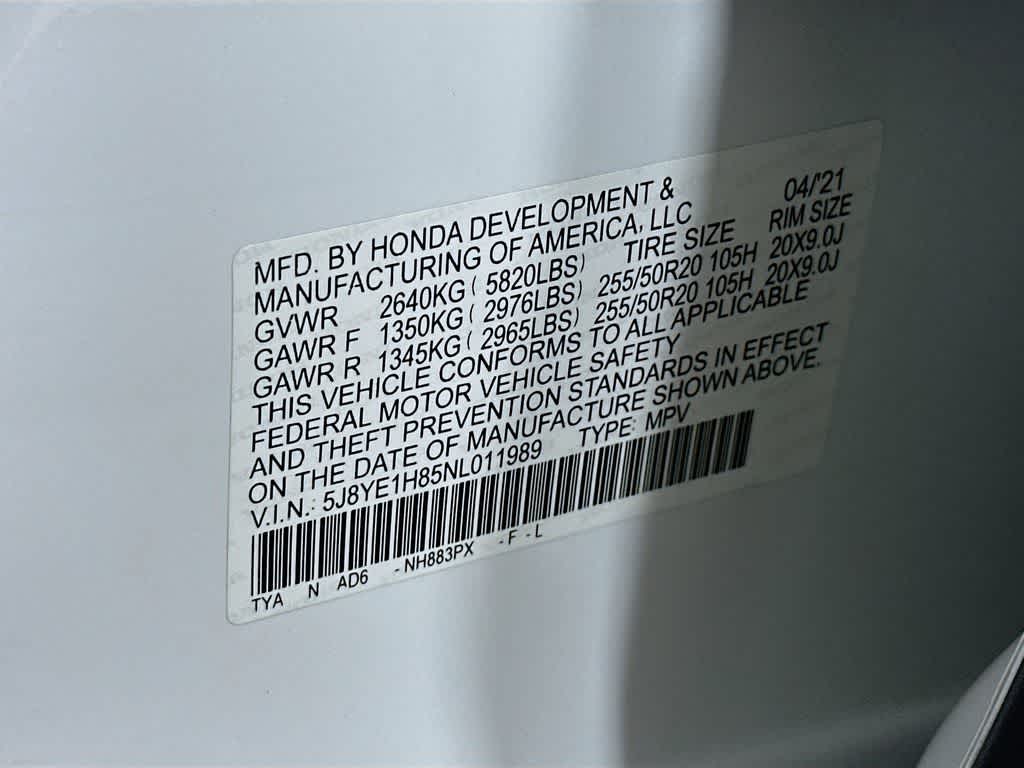 MFD. BY HONDA DEVELOPMENT & 04/'21
MANUFACTURING OF AMERICA, LLC
GVWR 2640KG ( 5820LBS) TIRE SIZE RIM SIZE
GAWR F 1350KG ( 2976LBS) 255/50R20 105H 20X9.0J
GAWR R 1345KG ( 2965LBS) 255/50R20 105H 20X9.0J
THIS VEHICLE CONFORMS TO ALL APPLICABLE
FEDERAL MOTOR VEHICLE SAFETY
AND THEFT PREVENTION STANDARDS IN EFFECT
ON THE DATE OF MANUFACTURE SHOWN ABOVE.
V.I.N.: 5J8YE1H85NL011989 TYPE: MPV
TYA N AD6 -NH883PX -F-L